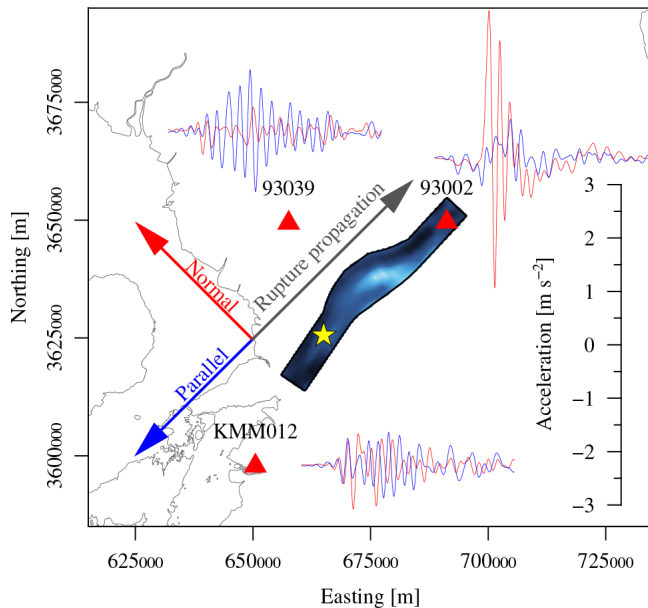 3675000
3650000
3625000
3600000
Northing [m]
93039
93002
Rupture propagation
Normal
Parallel
KMM012
3
2
1
0
−1
−2
−3
Acceleration [m s−2]
625000
650000
675000
700000
725000
Easting [m]